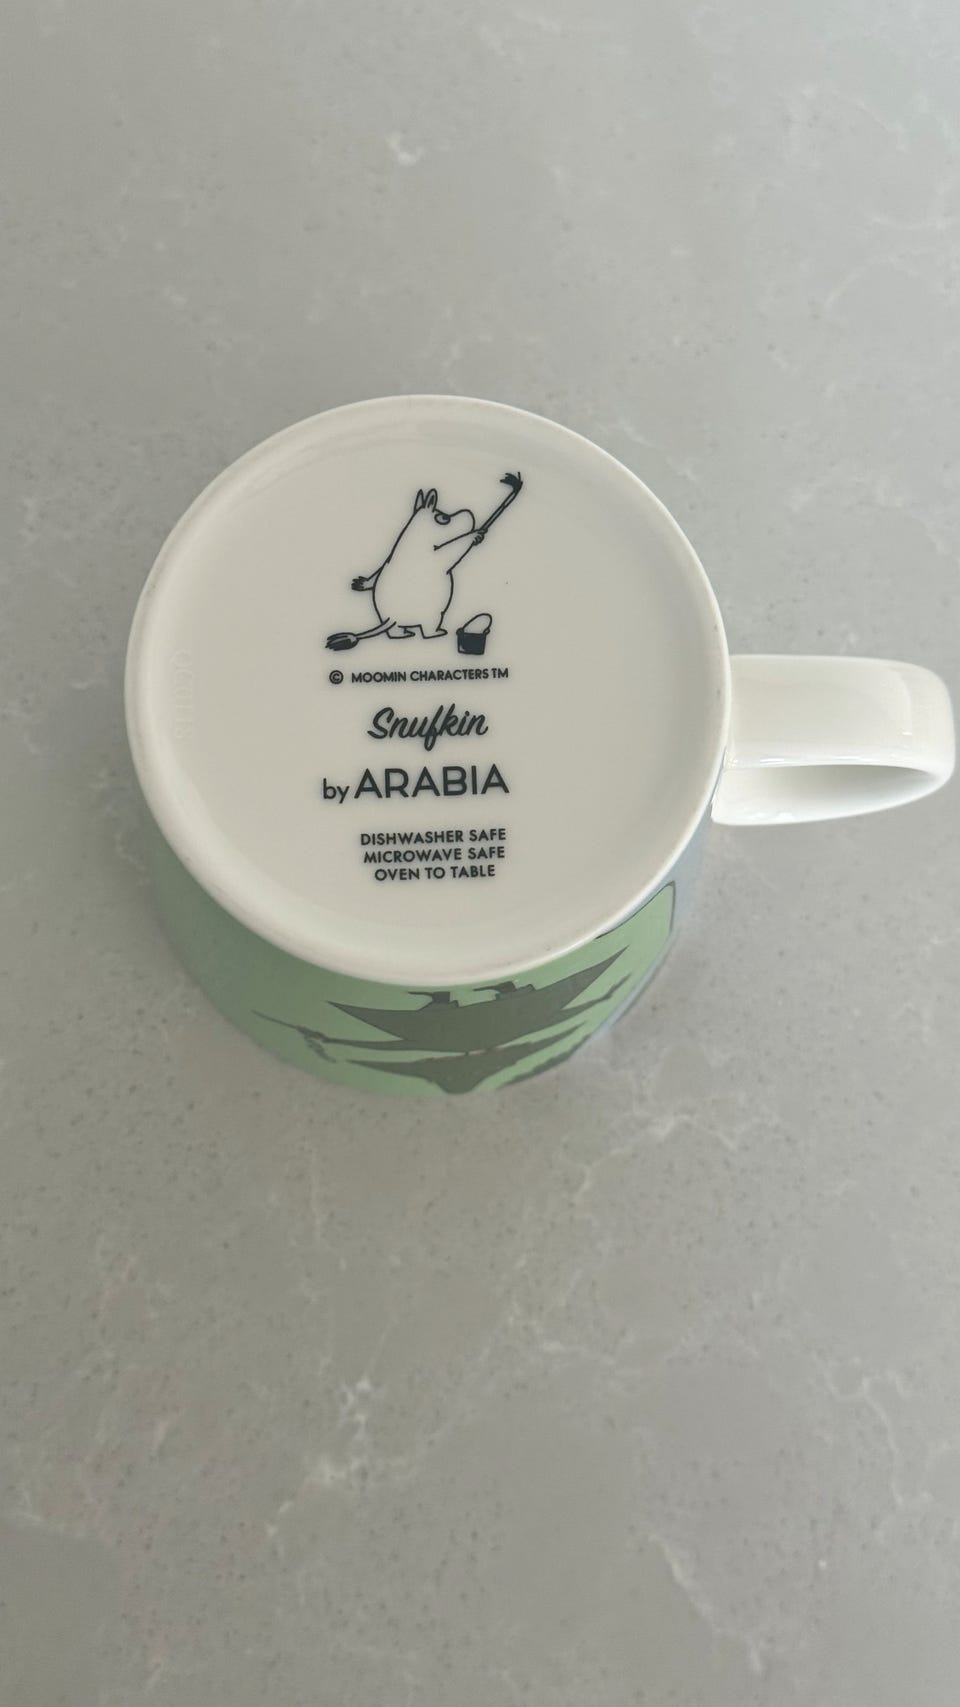 © MOOMIN CHARACTERS TM
Snufkin
by ARABIA
DISHWASHER SAFE
MICROWAVE SAFE
OVEN TO TABLE